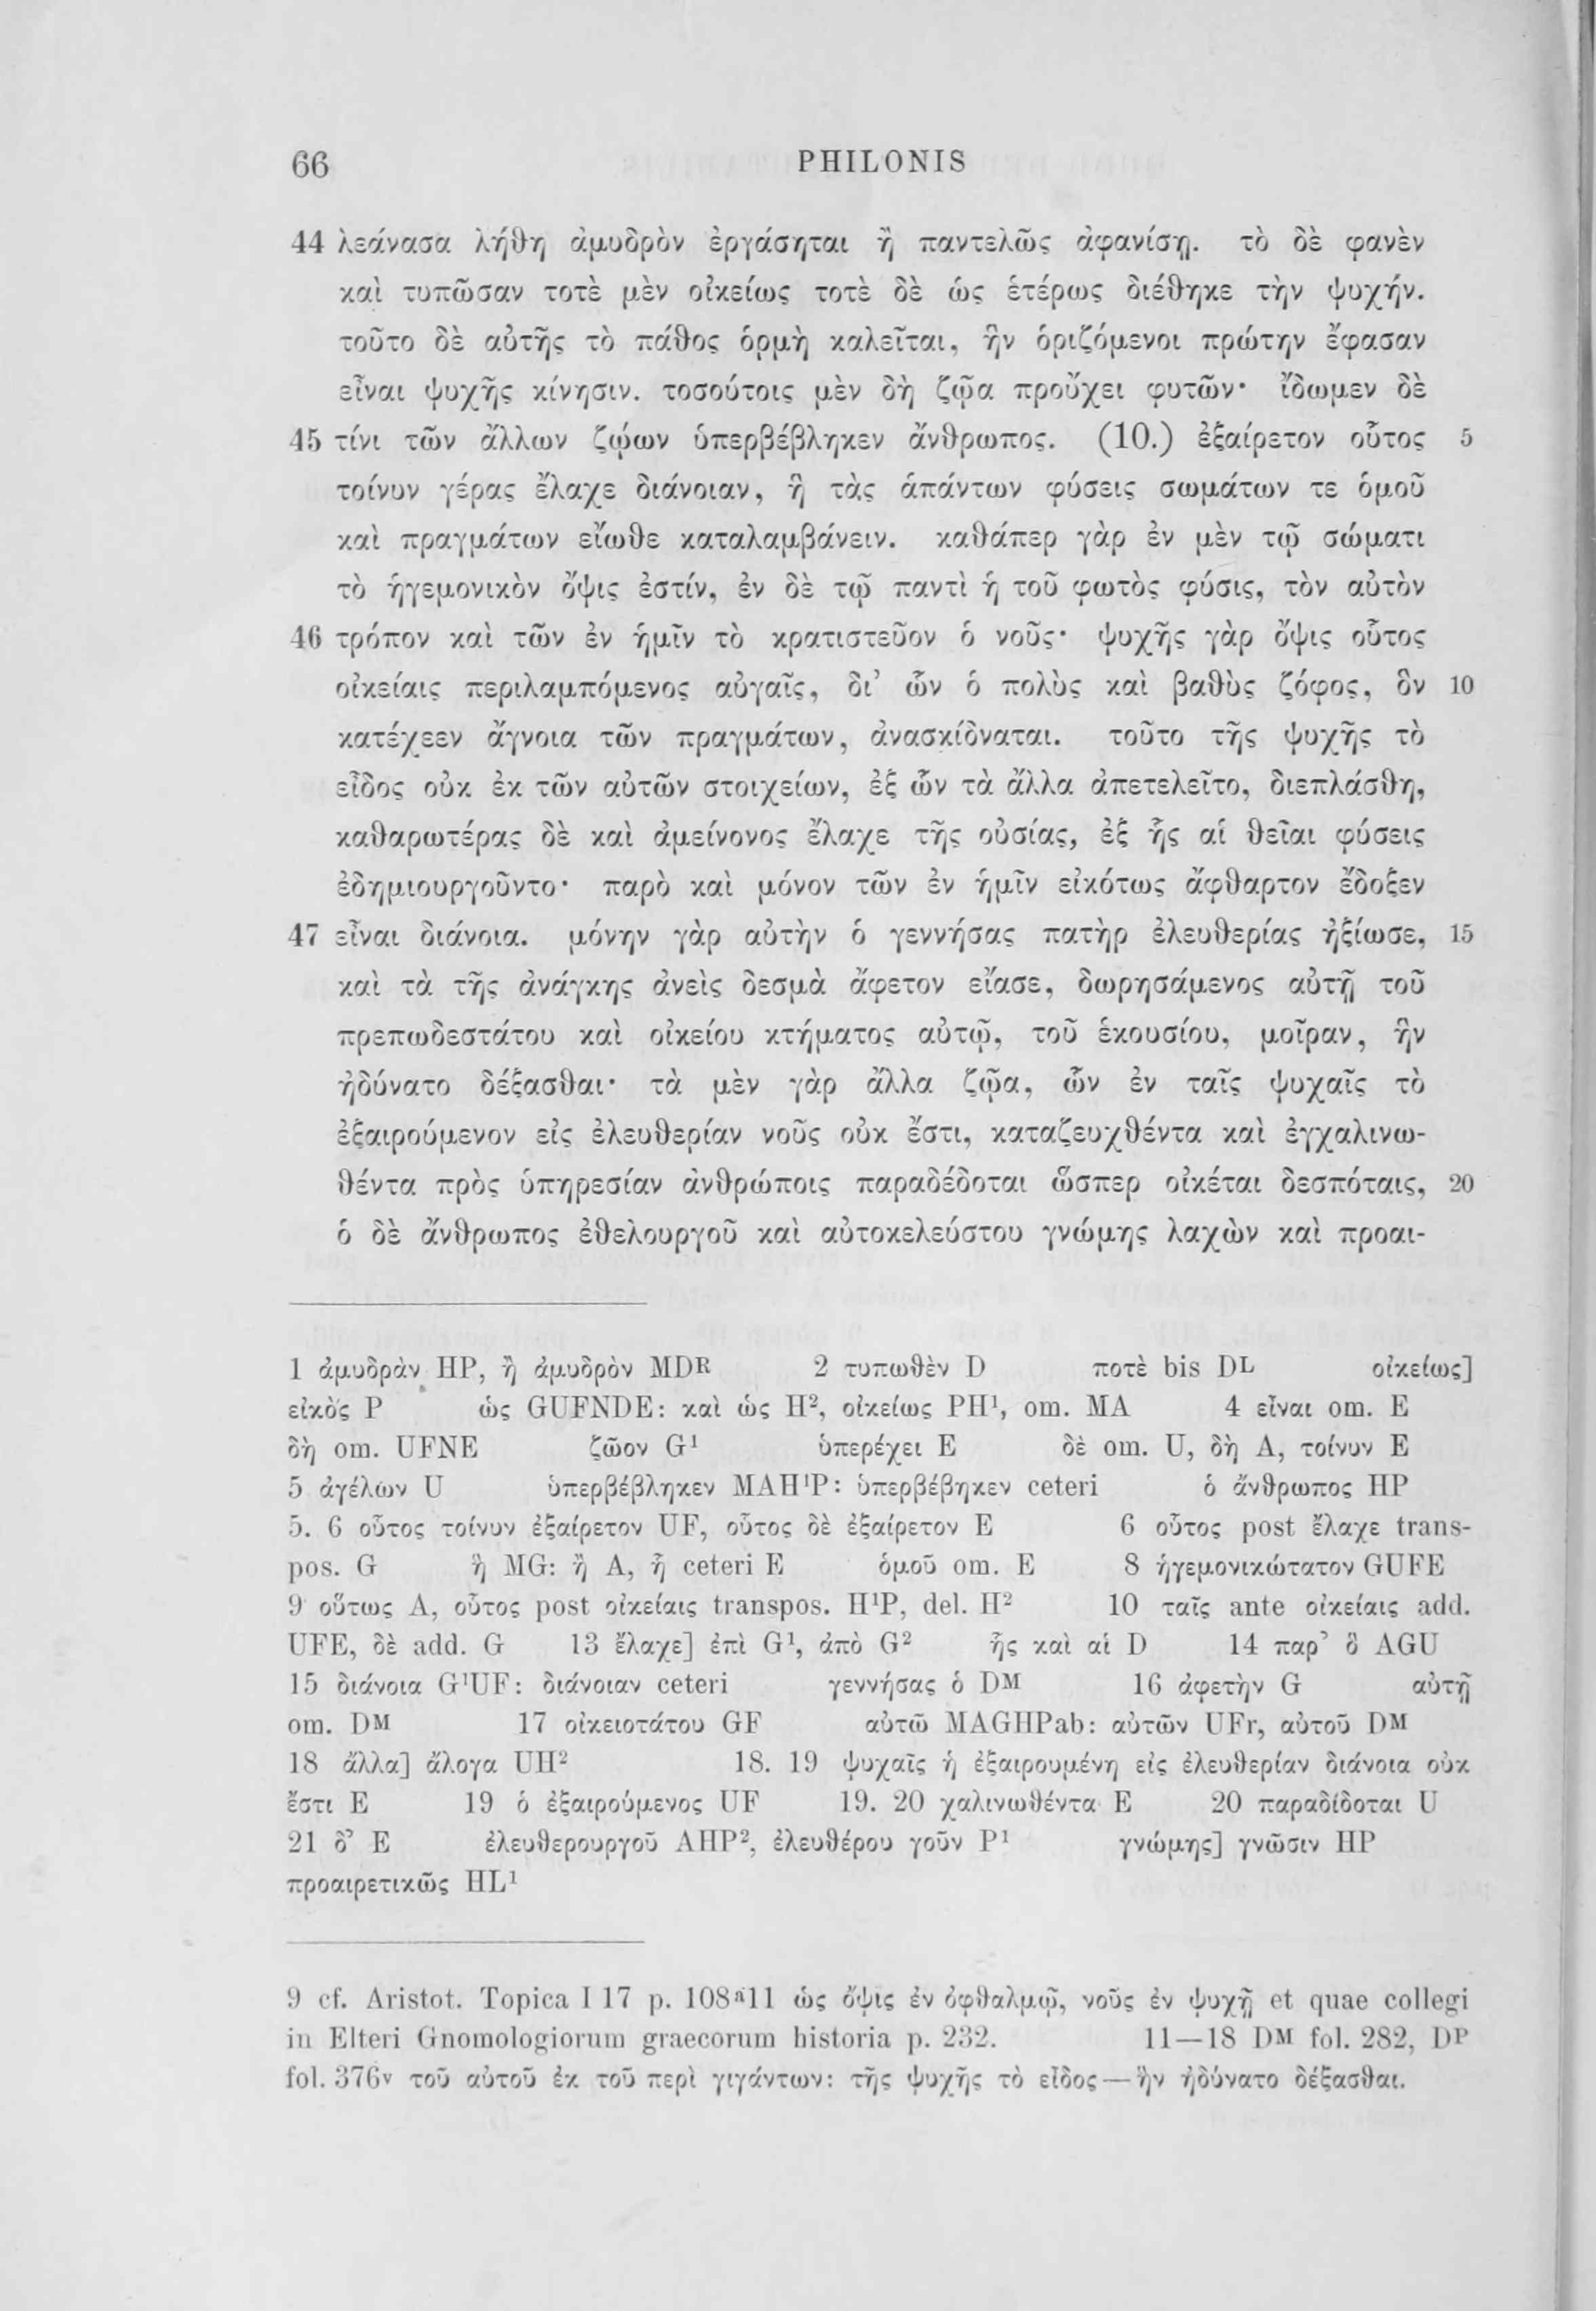 66 PHILONIS
44 λεάνασα λήθη ἀμυδρὸν ἐργάσηται ἢ παντελῶς ἀφανίσῃ. τὸ δὲ φανὲν
καὶ τυπῶσαν τοτὲ μὲν οἰκείως τοτὲ δὲ ὡς ἑτέρως διέθηκε τὴν ψυχήν.
τοῦτο δὲ αὐτῆς τὸ πάθος ὁρμὴ καλεῖται, ἣν ὁριζόμενοι πρώτην ἔφασαν
εἶναι ψυχῆς κίνησιν. τοσούτοις μὲν δὴ ζῷα προὔχει φυτῶν· ἴδωμεν δὲ
45 τίνι τῶν ἄλλων ζῴων ὑπερβέβληκεν ἄνθρωπος. (10.) ἐξαίρετον οὗτος 5
τοίνυν γέρας ἔλαχε διάνοιαν, ἣ τὰς ἁπάντων φύσεις σωμάτων τε ὁμοῦ
καὶ πραγμάτων εἴωθε καταλαμβάνειν. καθάπερ γὰρ ἐν μὲν τῷ σώματι
τὸ ἡγεμονικὸν ὄψις ἐστίν, ἐν δὲ τῷ παντὶ ἡ τοῦ φωτὸς φύσις, τὸν αὐτὸν
46 τρόπον καὶ τῶν ἐν ἡμῖν τὸ κρατιστεῦον ὁ νοῦς· ψυχῆς γὰρ ὄψις οὗτος
οἰκείαις περιλαμπόμενος αὐγαῖς, δι’ ὧν ὁ πολὺς καὶ βαθὺς ζόφος, ὃν 10
κατέχεεν ἄγνοια τῶν πραγμάτων, ἀνασκίδναται. τοῦτο τῆς ψυχῆς τὸ
εἶδος οὐκ ἐκ τῶν αὐτῶν στοιχείων, ἐξ ὧν τὰ ἄλλα ἀπετελεῖτο, διεπλάσθη,
καθαρωτέρας δὲ καὶ ἀμείνονος ἔλαχε τῆς οὐσίας, ἐξ ἧς αἱ θεῖαι φύσεις
ἐδημιουργοῦντο· παρὸ καὶ μόνον τῶν ἐν ἡμῖν εἰκότως ἄφθαρτον ἔδοξεν
47 εἶναι διάνοια. μόνην γὰρ αὐτὴν ὁ γεννήσας πατὴρ ἐλευθερίας ἠξίωσε, 15
καὶ τὰ τῆς ἀνάγκης ἀνεὶς δεσμὰ ἄφετον εἴασε, δωρησάμενος αὐτῇ τοῦ
πρεπωδεστάτου καὶ οἰκείου κτήματος αὐτῷ, τοῦ ἑκουσίου, μοῖραν, ἣν
ἠδύνατο δέξασθαι· τὰ μὲν γὰρ ἄλλα ζῷα, ὧν ἐν ταῖς ψυχαῖς τὸ
ἐξαιρούμενον εἰς ἐλευθερίαν νοῦς οὐκ ἔστι, καταζευχθέντα καὶ ἐγχαλινω-
θέντα πρὸς ὑπηρεσίαν ἀνθρώποις παραδέδοται ὥσπερ οἰκέται δεσπόταις, 20
ὁ δὲ ἄνθρωπος ἐθελουργοῦ καὶ αὐτοκελεύστου γνώμης λαχὼν καὶ προαι-
1 ἀμυδρὰν HP, ἢ ἀμυδρὸν MDR 2 τυπωθὲν D ποτὲ bis DL οἰκείως]
εἰκὸς P ὡς GUFNDE: καὶ ὡς H², οἰκείως PH¹, om. MA 4 εἶναι om. E
δὴ om. UFNE ζῶον G¹ ὑπερέχει E δὲ om. U, δὴ A, τοίνυν E
5 ἀγέλων U ὑπερβέβληκεν MAH¹P: ὑπερβέβηκεν ceteri ὁ ἄνθρωπος HP
5. 6 οὗτος τοίνυν ἐξαίρετον UF, οὗτος δὲ ἐξαίρετον E 6 οὗτος post ἔλαχε trans-
pos. G ἣ MG: ἢ A, ᾗ ceteri E ὁμοῦ om. E 8 ἡγεμονικώτατον GUFE
9 οὕτως A, οὗτος post οἰκείαις transpos. H¹P, del. H² 10 ταῖς ante οἰκείαις add.
UFE, δὲ add. G 13 ἔλαχε] ἐπὶ G¹, ἀπὸ G² ἧς καὶ αἱ D 14 παρ’ ὃ AGU
15 διάνοια G¹UF: διάνοιαν ceteri γεννήσας ὁ DM 16 ἀφετὴν G αὐτῇ
om. DM 17 οἰκειοτάτου GF αὐτῶ MAGHPab: αὐτῶν UFr, αὐτοῦ DM
18 ἄλλα] ἄλογα UH² 18. 19 ψυχαῖς ἡ ἐξαιρουμένη εἰς ἐλευθερίαν διάνοια οὐκ
ἔστι E 19 ὁ ἐξαιρούμενος UF 19. 20 χαλινωθέντα E 20 παραδίδοται U
21 δ’ E ἐλευθερουργοῦ AHP², ἐλευθέρου γοῦν P¹ γνώμης] γνῶσιν HP
προαιρετικῶς HL¹
9 cf. Aristot. Topica I 17 p. 108ª11 ὡς ὄψις ἐν ὀφθαλμῷ, νοῦς ἐν ψυχῇ et quae collegi
in Elteri Gnomologiorum graecorum historia p. 232. 11—18 DM fol. 282, DP
fol. 376v τοῦ αὐτοῦ ἐκ τοῦ περὶ γιγάντων: τῆς ψυχῆς τὸ εἶδος — ἣν ἠδύνατο δέξασθαι.